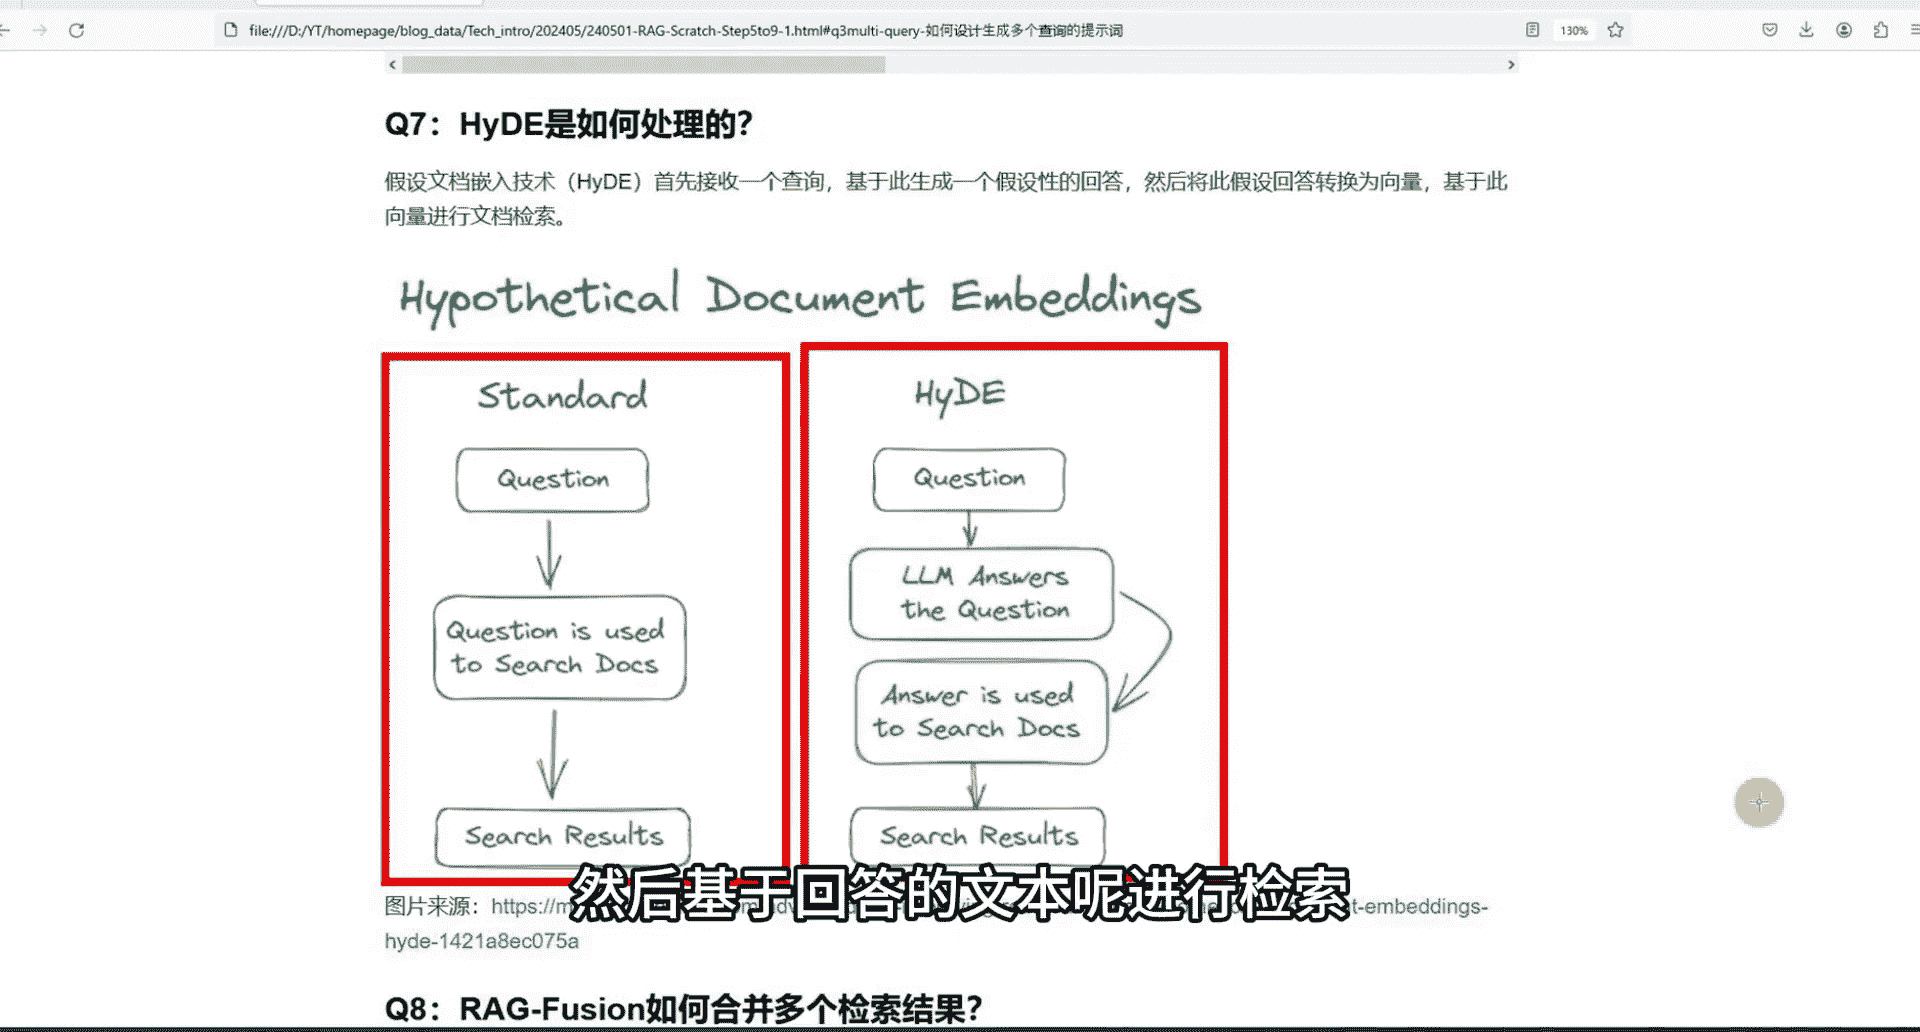 file:///D:/YT/homepage/blog_data/Tech_intro/202405/240501-RAG-Scratch-Step5to9-1.html#q3multi-query-如何设计生成多个查询的提示词
130%
Q7：HyDE是如何处理的？
假设文档嵌入技术（HyDE）首先接收一个查询，基于此生成一个假设性的回答，然后将此假设回答转换为向量，基于此
向量进行文档检索。
Hypothetical Document Embeddings
Standard
Question
Question is used
to Search Docs
Search Results
HyDE
Question
LLM Answers
the Question
Answer is used
to Search Docs
Search Results
然后基于回答的文本呢进行检索
图片来源：https://m t-embeddings-
hyde-1421a8ec075a
Q8：RAG-Fusion如何合并多个检索结果？